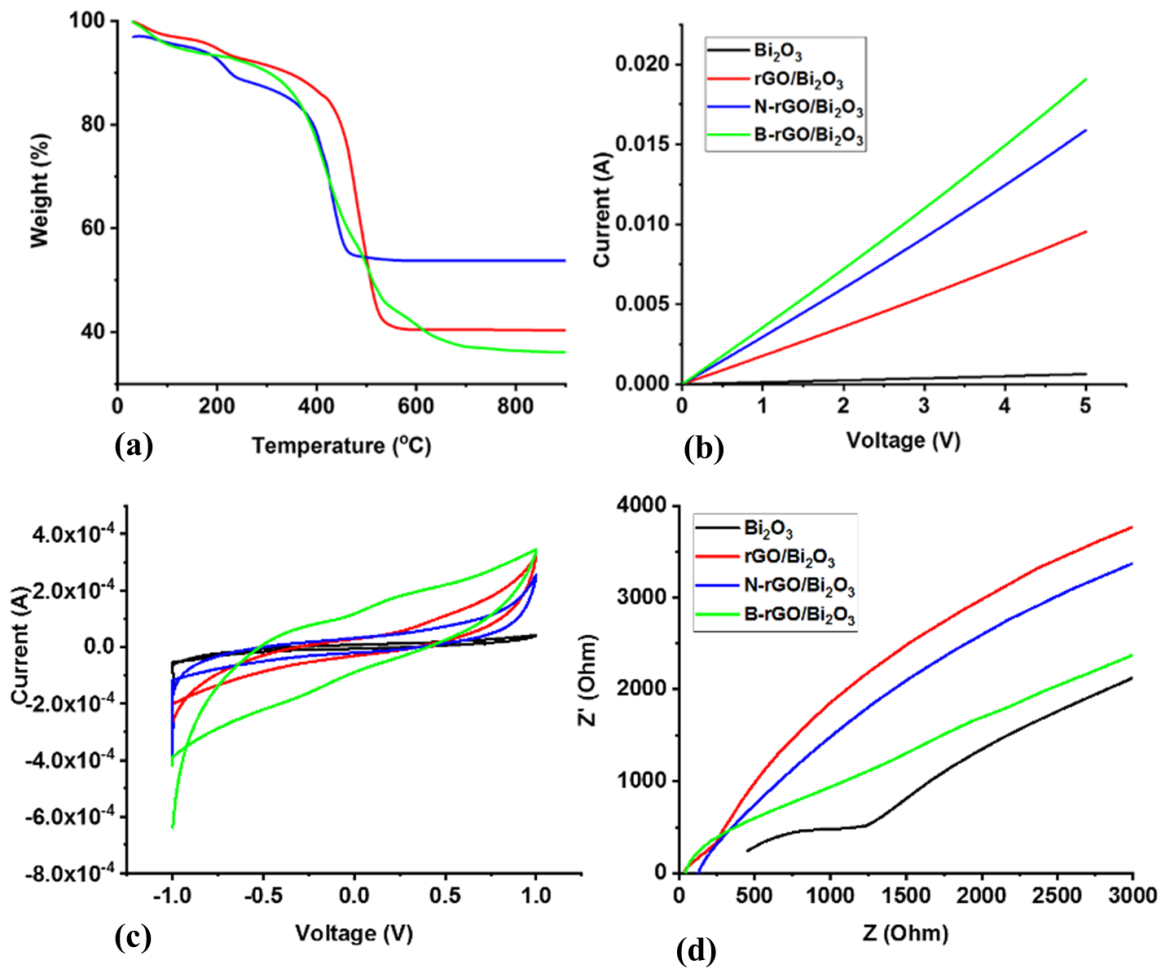 100
80
60
40
0
200
400
600
800
Weight (%)
Temperature (°C)
(a)
Bi₂O₃
rGO/Bi₂O₃
N-rGO/Bi₂O₃
B-rGO/Bi₂O₃
0.020
0.015
0.010
0.005
0.000
0
1
2
3
4
5
Current (A)
Voltage (V)
(b)
4.0x10⁻⁴
2.0x10⁻⁴
0.0
-2.0x10⁻⁴
-4.0x10⁻⁴
-6.0x10⁻⁴
-8.0x10⁻⁴
-1.0
-0.5
0.0
0.5
1.0
Current (A)
Voltage (V)
(c)
Bi₂O₃
rGO/Bi₂O₃
N-rGO/Bi₂O₃
B-rGO/Bi₂O₃
4000
3000
2000
1000
0
0
500
1000
1500
2000
2500
3000
Z' (Ohm)
Z (Ohm)
(d)